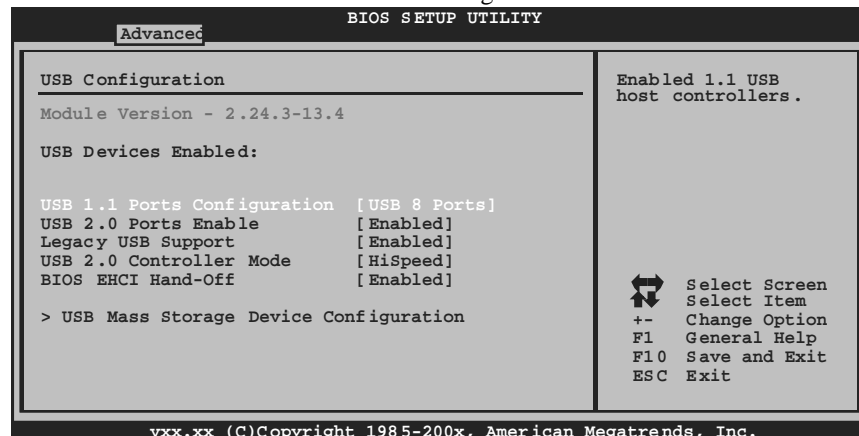 BIOS SETUP UTILITY
Advanced
USB Configuration
Module Version - 2.24.3-13.4
USB Devices Enabled:
USB 1.1 Ports Configuration [USB 8 Ports]
USB 2.0 Ports Enable [Enabled]
Legacy USB Support [Enabled]
USB 2.0 Controller Mode [HiSpeed]
BIOS EHCI Hand-Off [Enabled]
> USB Mass Storage Device Configuration
Enabled 1.1 USB
host controllers.
Select Screen
Select Item
+- Change Option
F1 General Help
F10 Save and Exit
ESC Exit
vxx.xx (C)Copyright 1985-200x, American Megatrends, Inc.